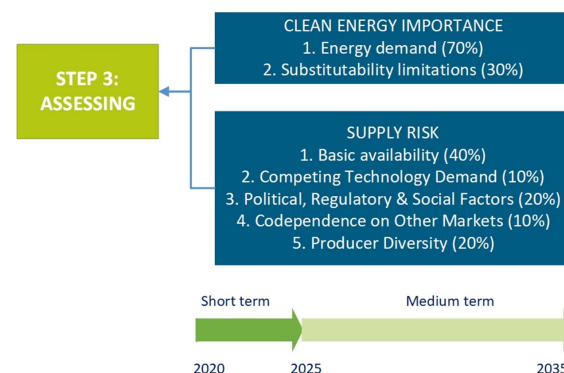 STEP 3:
ASSESSING
CLEAN ENERGY IMPORTANCE
1. Energy demand (70%)
2. Substitutability limitations (30%)
SUPPLY RISK
1. Basic availability (40%)
2. Competing Technology Demand (10%)
3. Political, Regulatory & Social Factors (20%)
4. Codependence on Other Markets (10%)
5. Producer Diversity (20%)
Short term
Medium term
2020
2025
2035